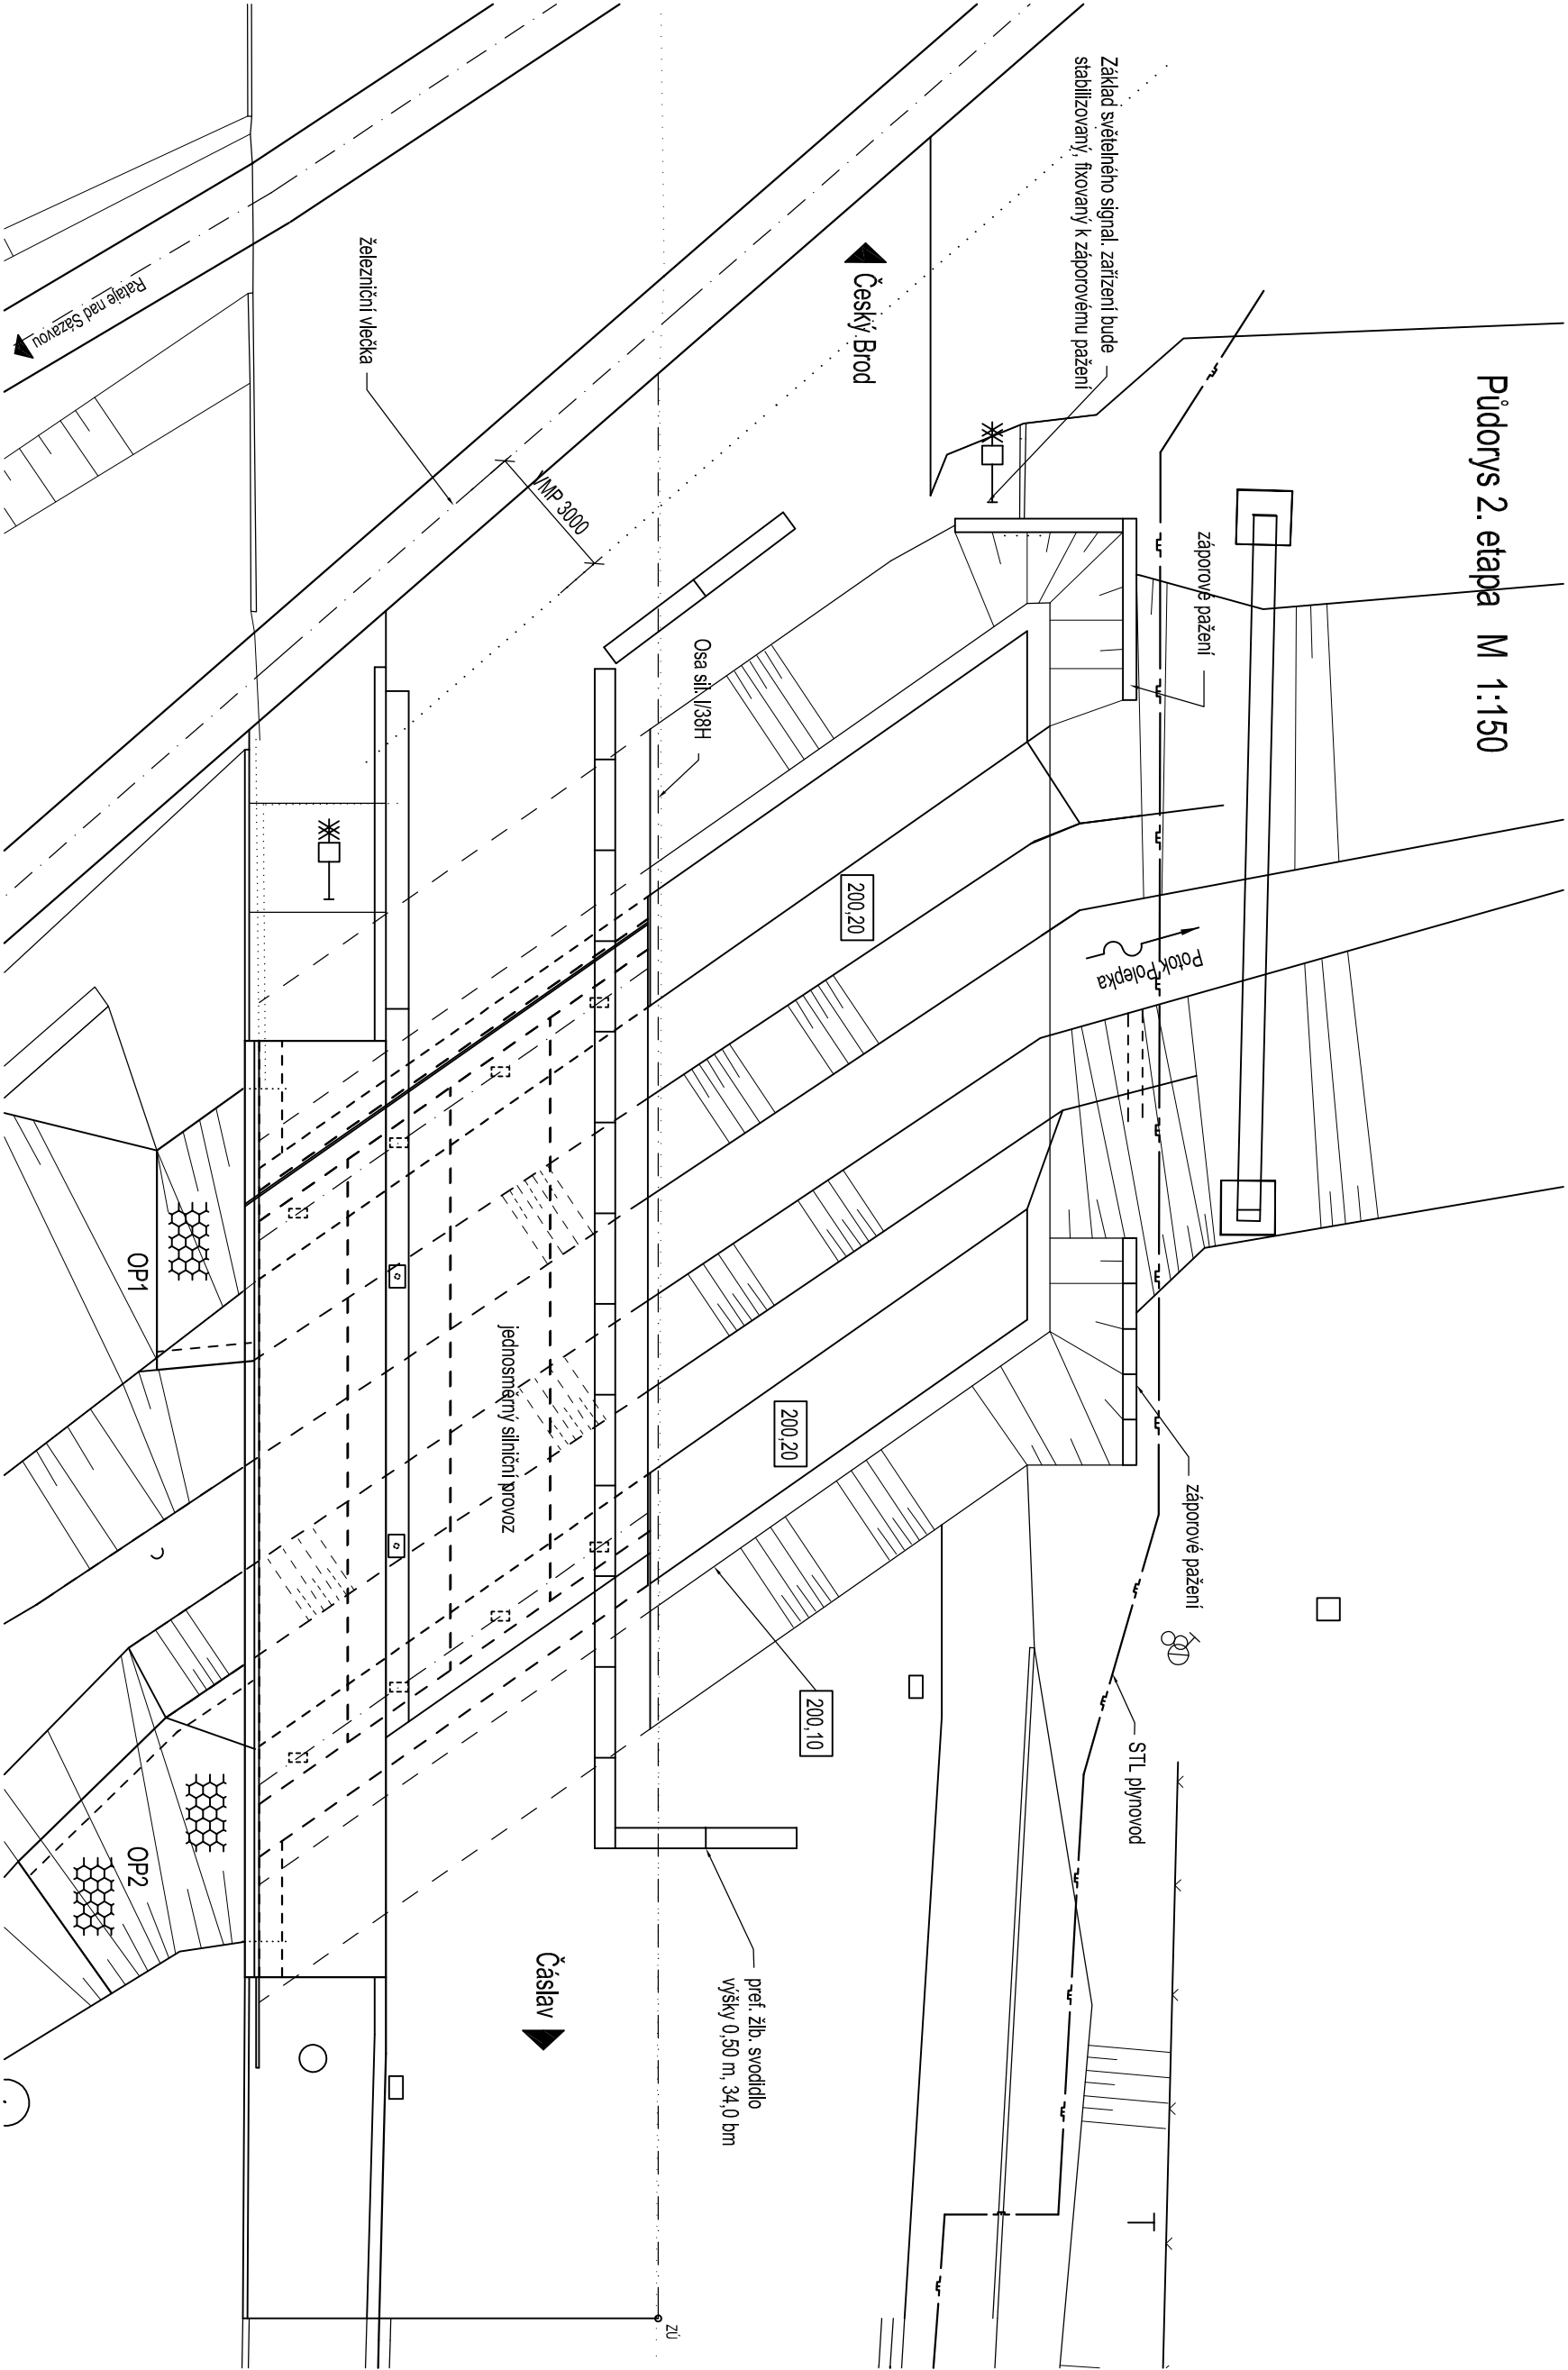 Půdorys 2. etapa M 1:150
Základ světelného signal. zařízení bude
stabilizovaný, fixovaný k záporovému pažení
záporové pažení
Český Brod
železniční vlečka
Rataje nad Sázavou
VMP 3000
Osa sil. I/38H
200,20
Potok Polepka
200,20
záporové pažení
200,10
STL plynovod
jednosměrný silniční provoz
OP1
OP2
Čáslav
pref. žlb. svodidlo
výšky 0,50 m, 34,0 bm
ZÚ